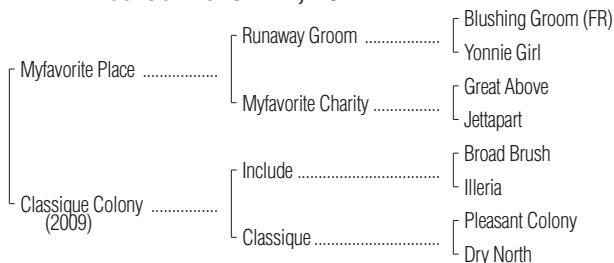 Blushing Groom (FR)
Runaway Groom ....................
Yonnie Girl
Myfavorite Place .................
Great Above
Myfavorite Charity ................
Jettapart
Broad Brush
Include ..............................
Illeria
Classique Colony ...............
(2009)
Pleasant Colony
Classique .........................
Dry North